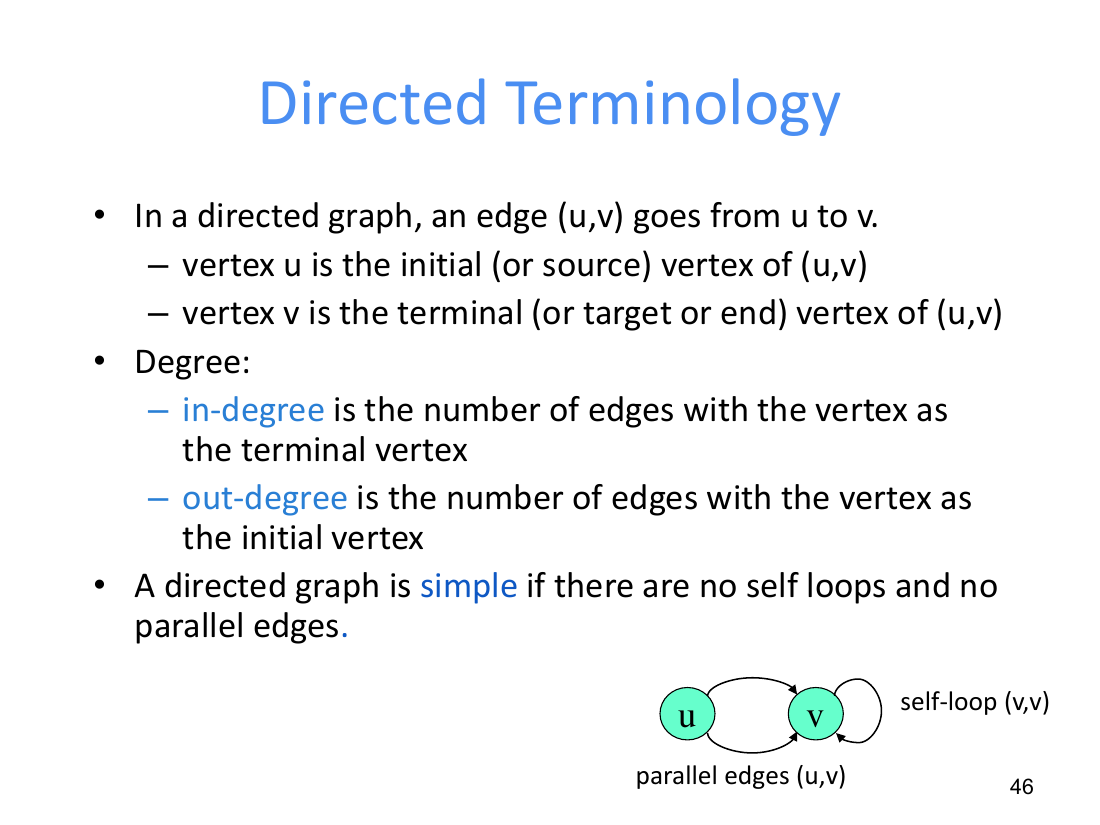 Directed Terminology
• In a directed graph, an edge (u,v) goes from u to v.
– vertex u is the initial (or source) vertex of (u,v)
– vertex v is the terminal (or target or end) vertex of (u,v)
• Degree:
– in-degree is the number of edges with the vertex as
the terminal vertex
– out-degree is the number of edges with the vertex as
the initial vertex
• A directed graph is simple if there are no self loops and no
parallel edges.
u
v
self-loop (v,v)
parallel edges (u,v)
46